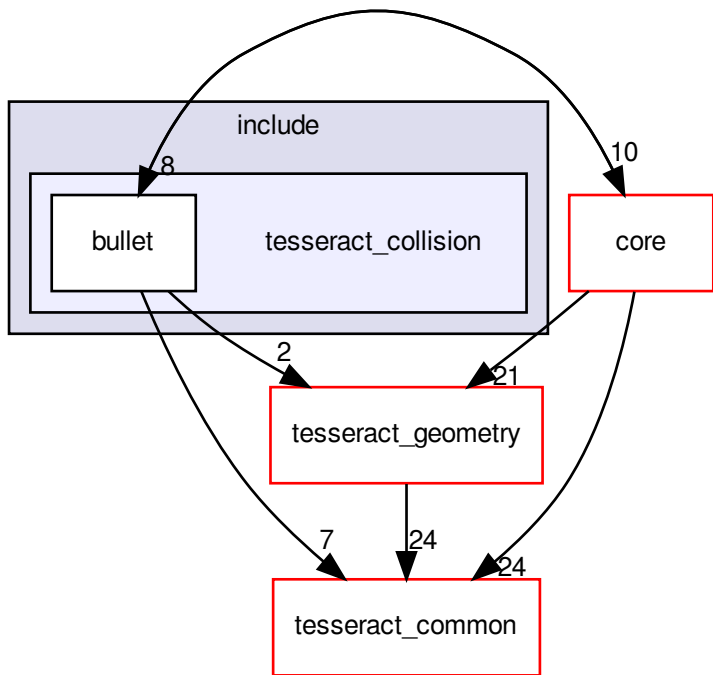 include
10
8
bullet
tesseract_collision
core
2
21
tesseract_geometry
7
24
24
tesseract_common